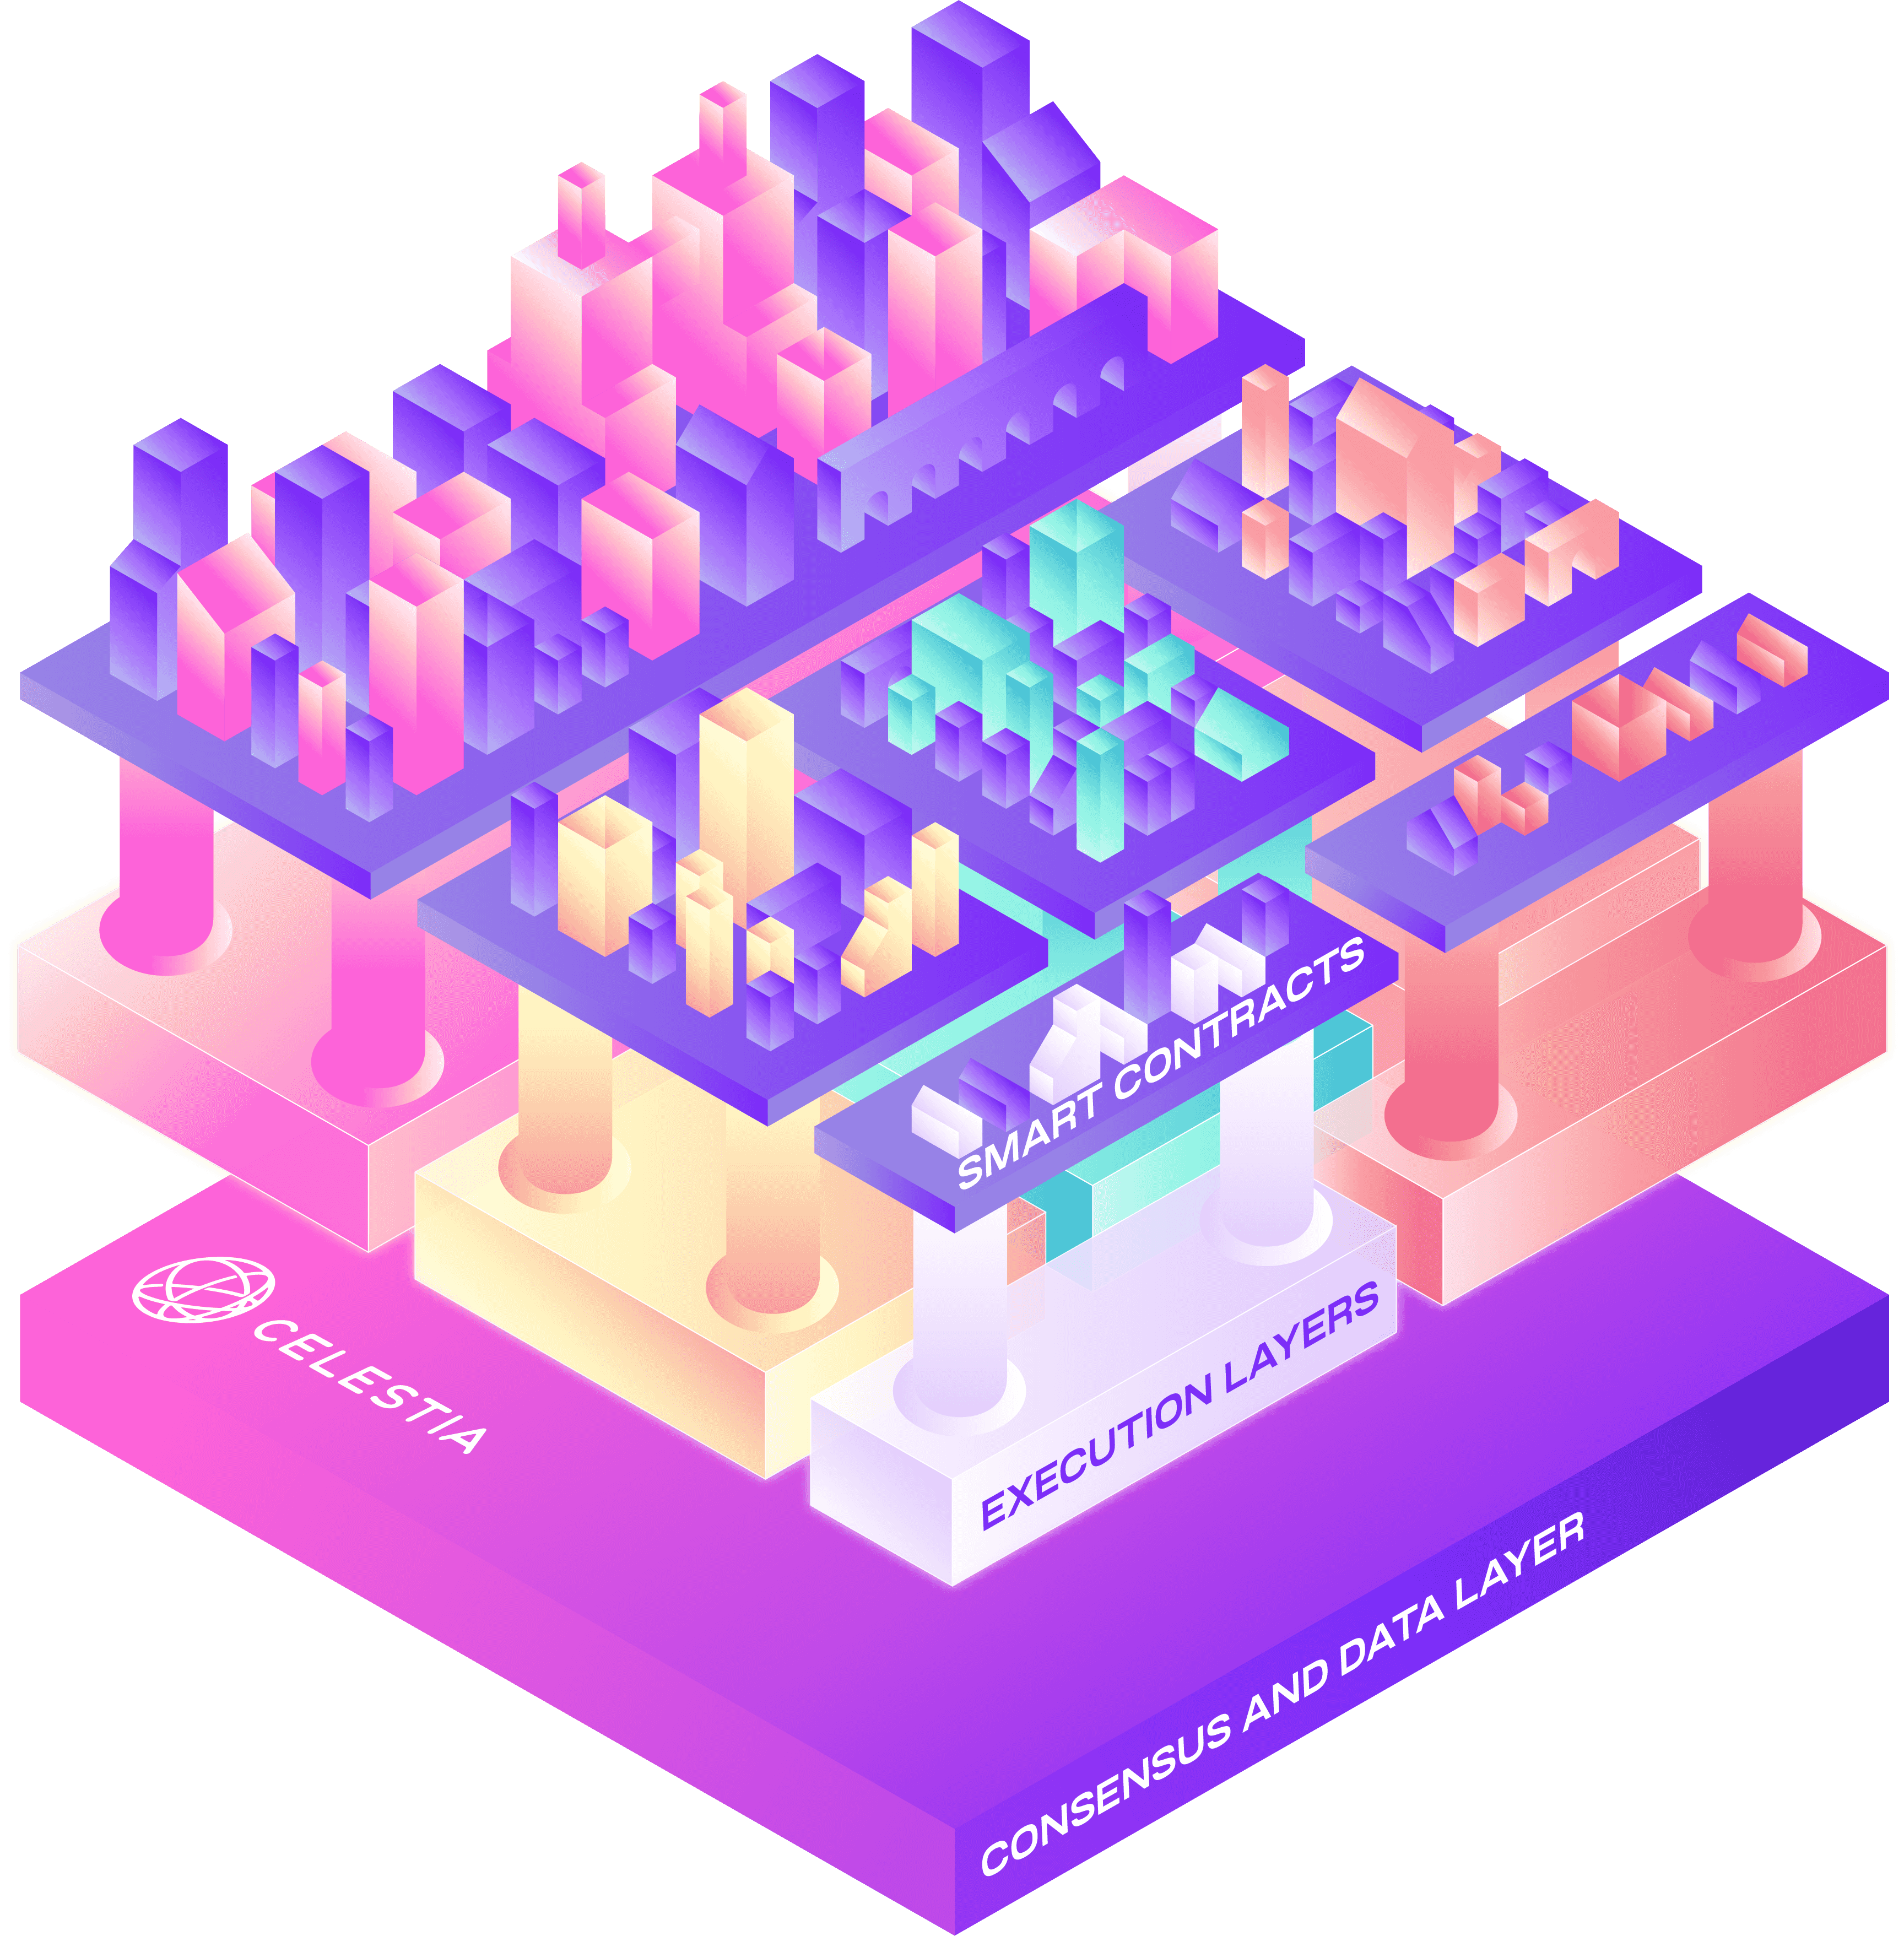 SMART CONTRACTS
EXECUTION LAYERS
CELESTIA
CONSENSUS AND DATA LAYER